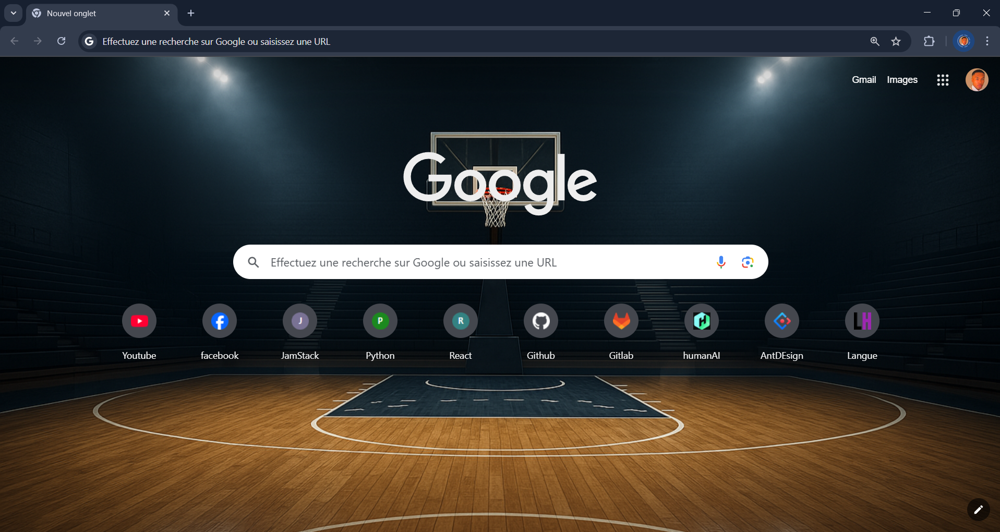 Nouvel onglet
Effectuez une recherche sur Google ou saisissez une URL
Gmail Images
Google
Effectuez une recherche sur Google ou saisissez une URL
J P R
Youtube facebook JamStack Python React Github Gitlab humanAI AntDEsign Langue